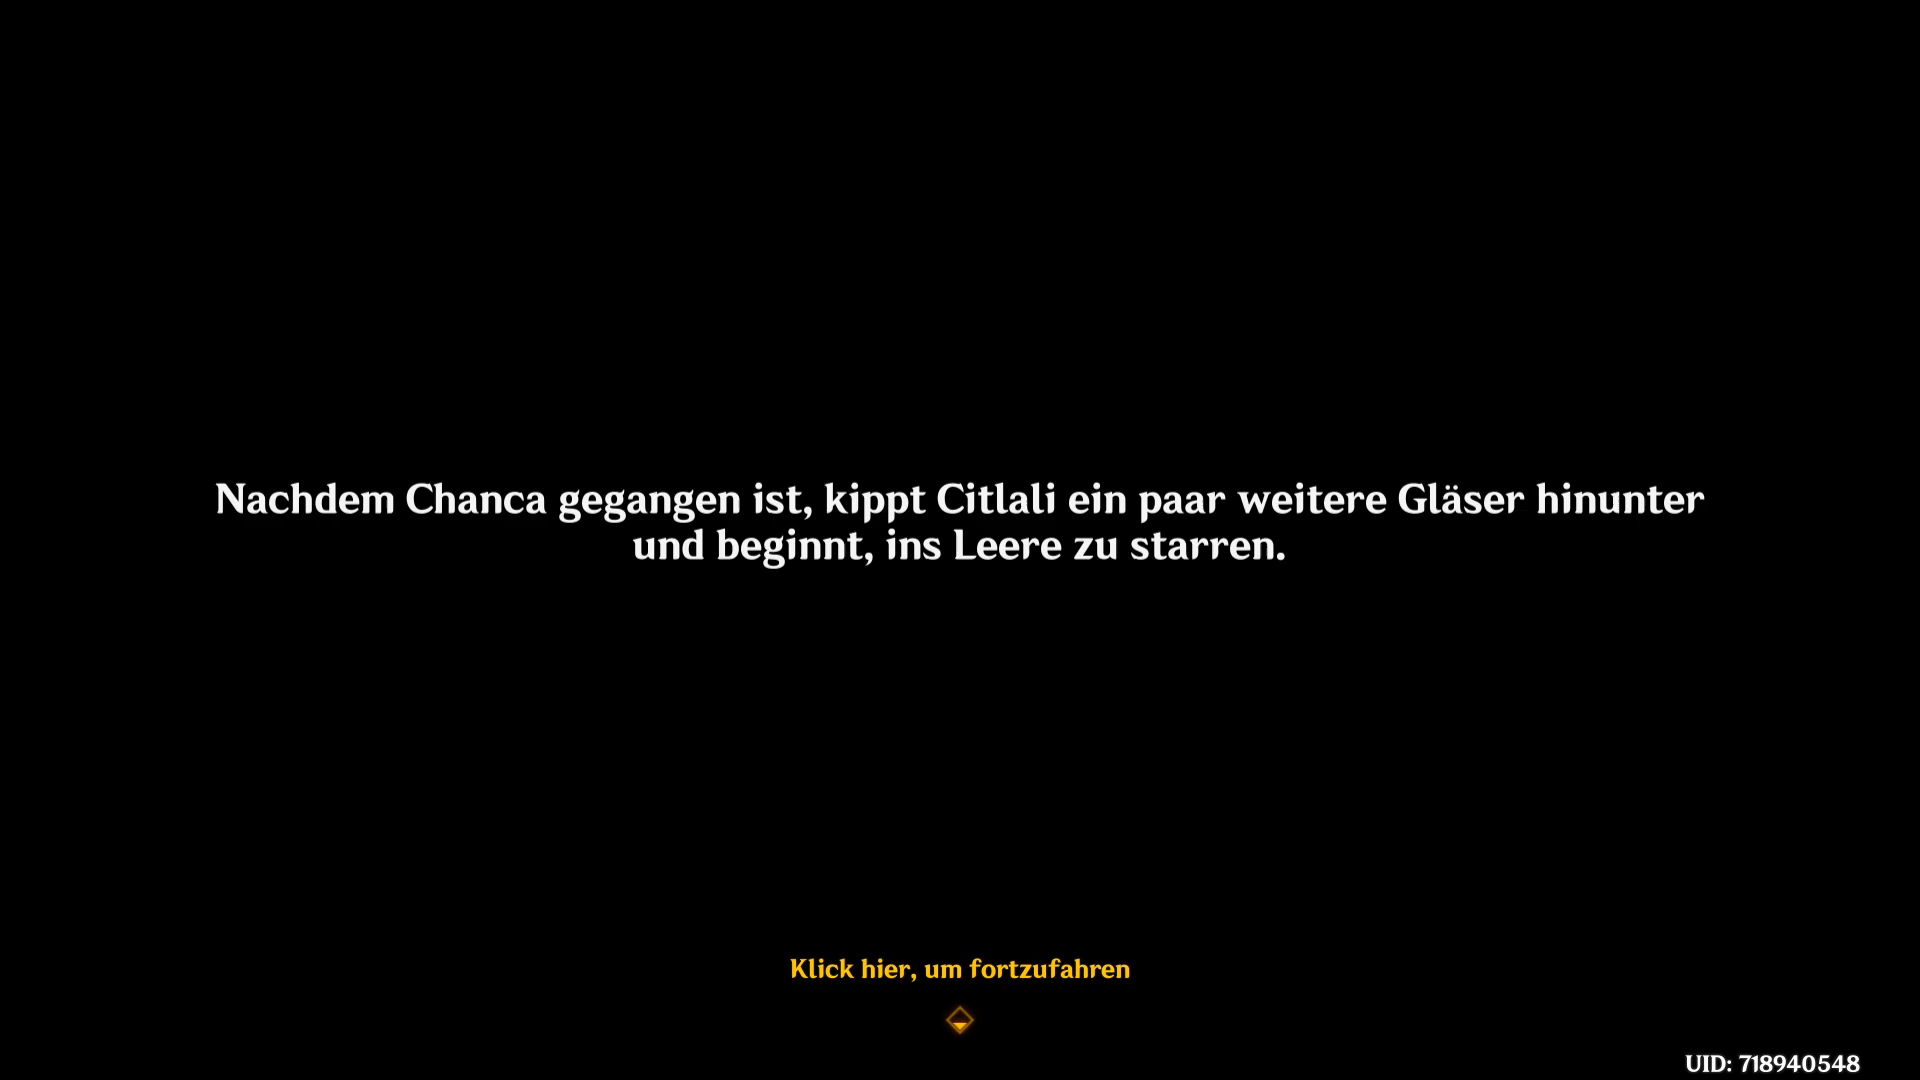 Nachdem Chanca gegangen ist, kippt Citlali ein paar weitere Gläser hinunter
und beginnt, ins Leere zu starren.
Klick hier, um fortzufahren
UID: 718940548